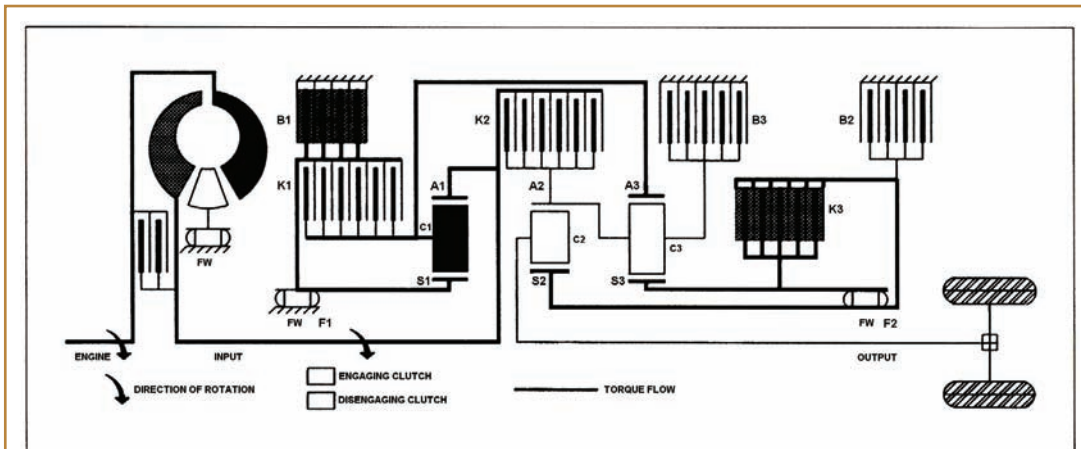 B1
K2
B3
B2
K1
A1
A2
A3
K3
C1
C2
C3
FW
S1
S2
S3
FW F1
FW F2
ENGINE
INPUT
OUTPUT
DIRECTION OF ROTATION
ENGAGING CLUTCH
TORQUE FLOW
DISENGAGING CLUTCH